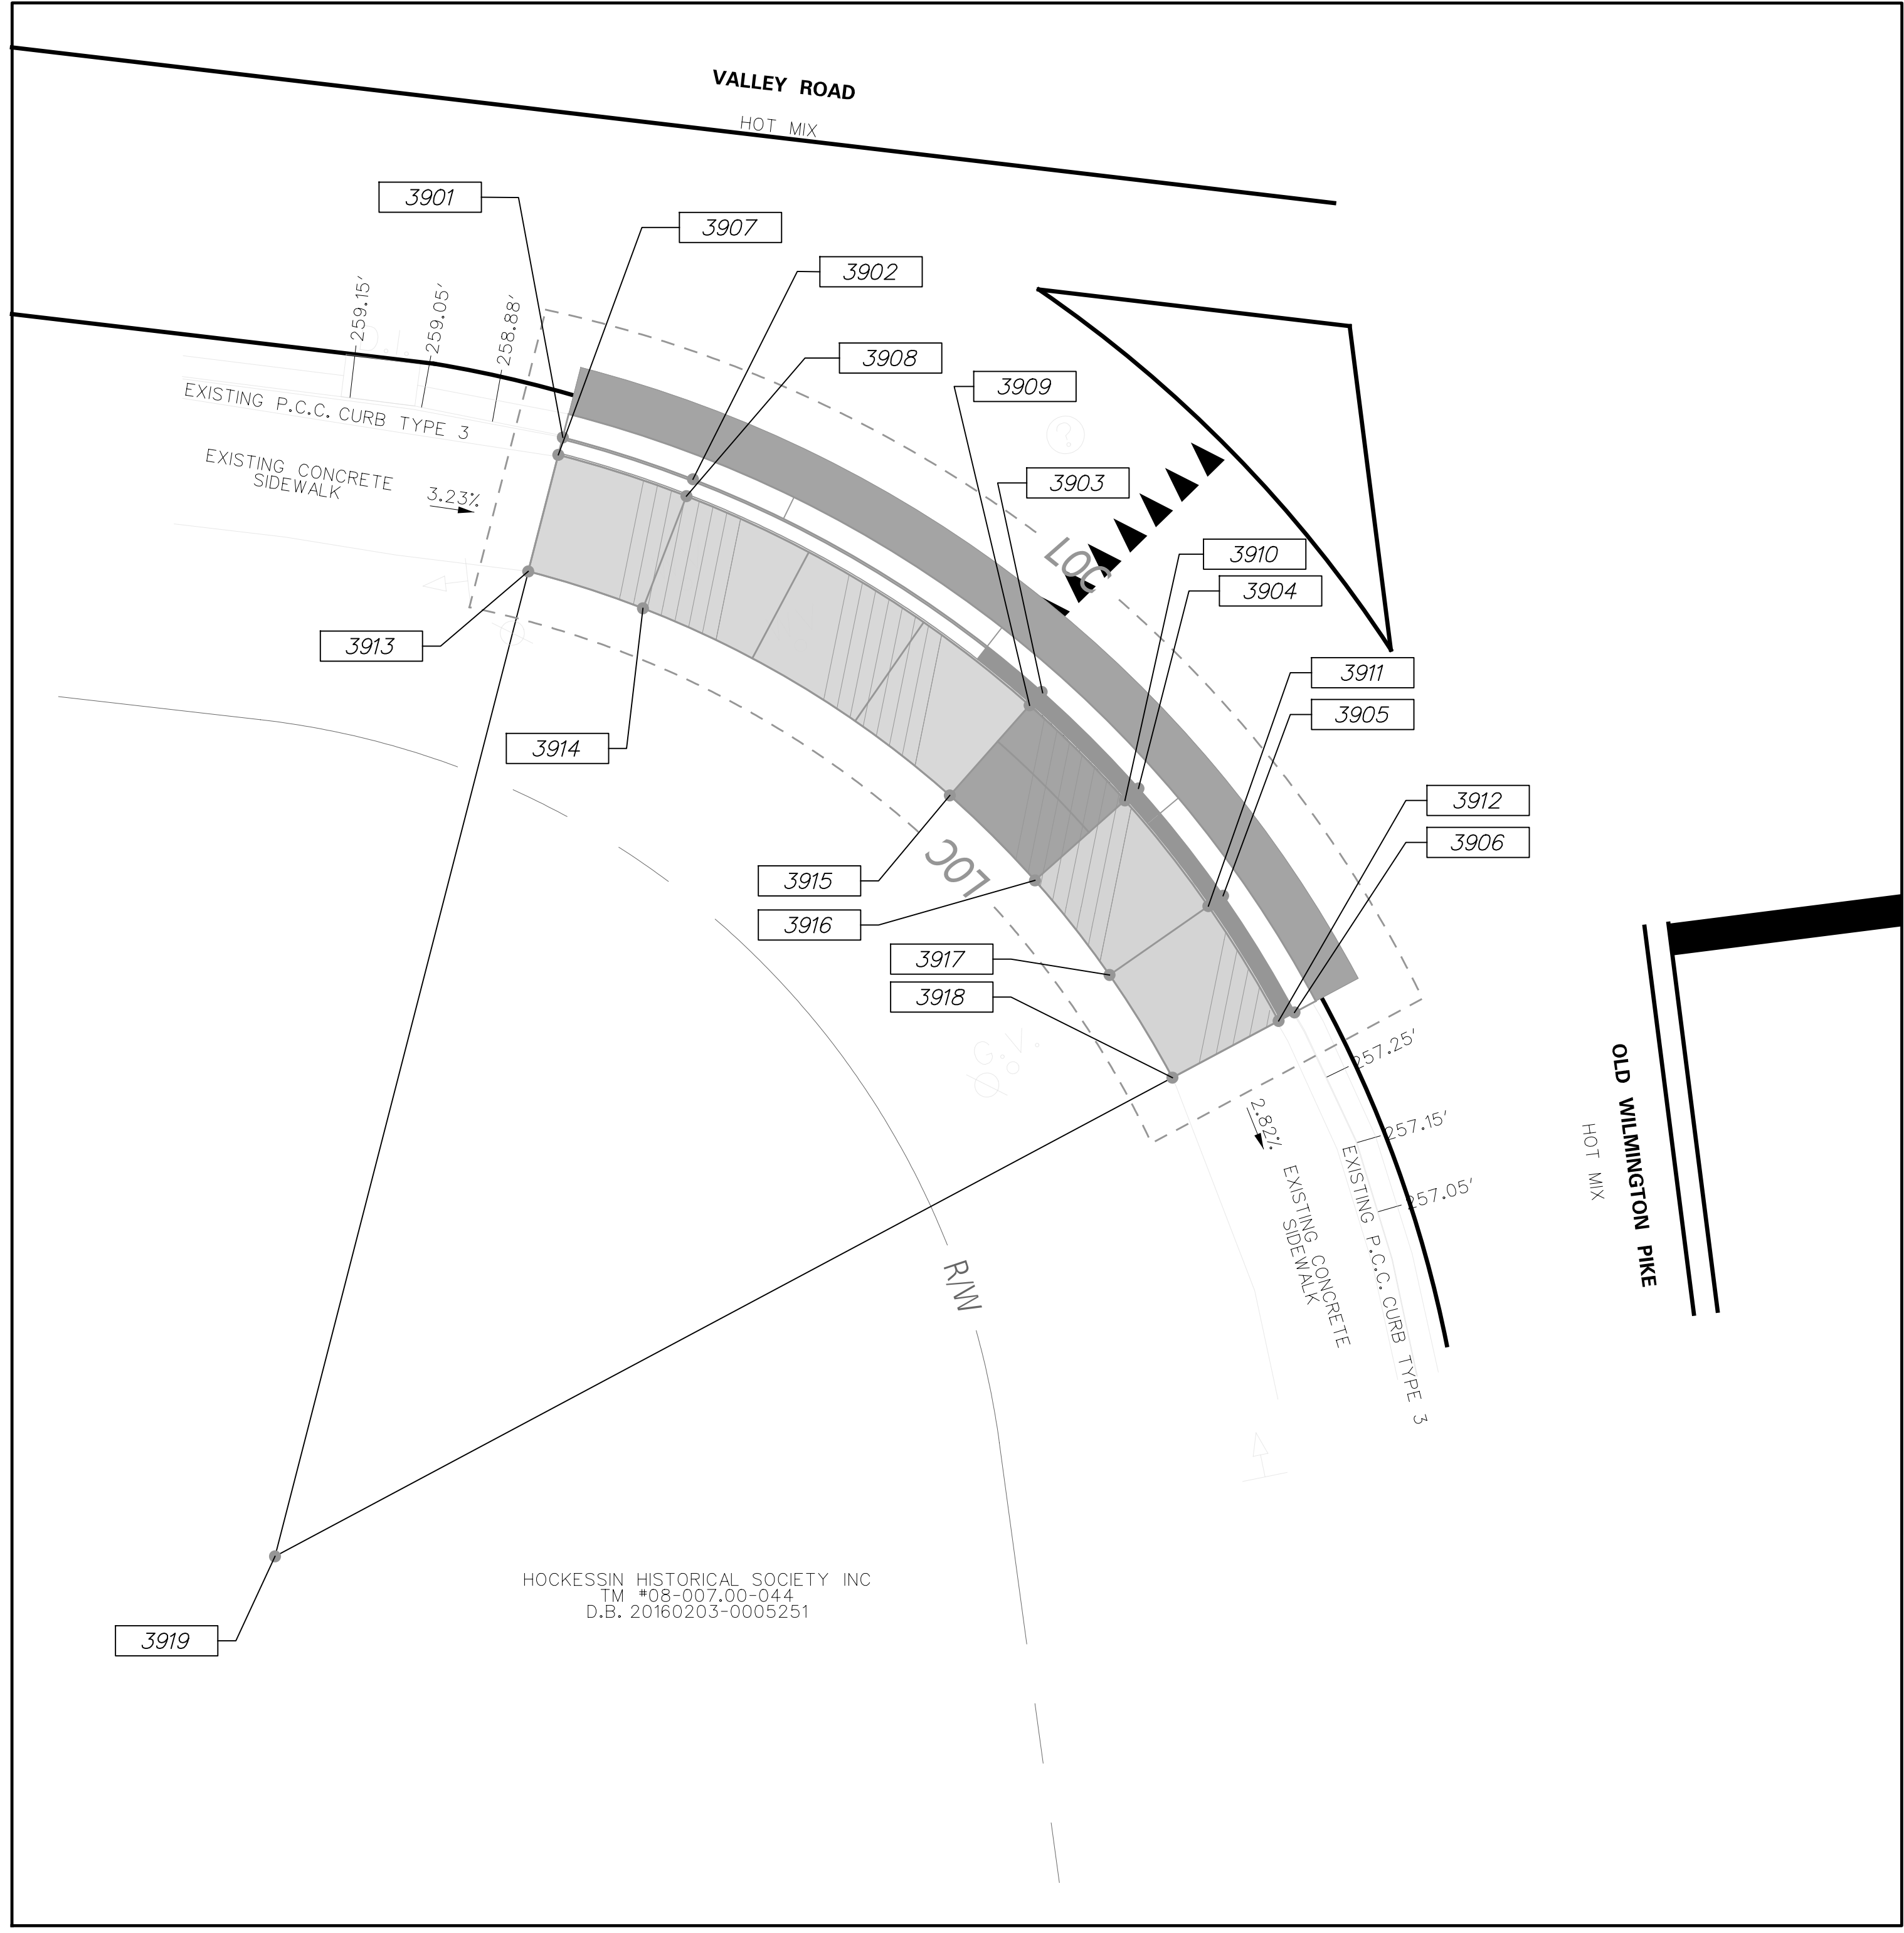 VALLEY ROAD
HOT MIX
3901
3907
3902
3908
3909
3903
3910
3904
3911
3905
3912
3906
259.15'
259.05'
258.88'
EXISTING P.C.C. CURB TYPE 3
EXISTING CONCRETE
SIDEWALK
3.23%
?
LOC
3913
3914
3915
3916
3917
3918
LOC
G.V.
257.25'
257.15'
257.05'
2.82%
EXISTING CONCRETE
SIDEWALK
EXISTING P.C.C. CURB TYPE 3
OLD WILMINGTON PIKE
HOT MIX
R/W
HOCKESSIN HISTORICAL SOCIETY INC
TM #08-007.00-044
D.B. 20160203-0005251
3919